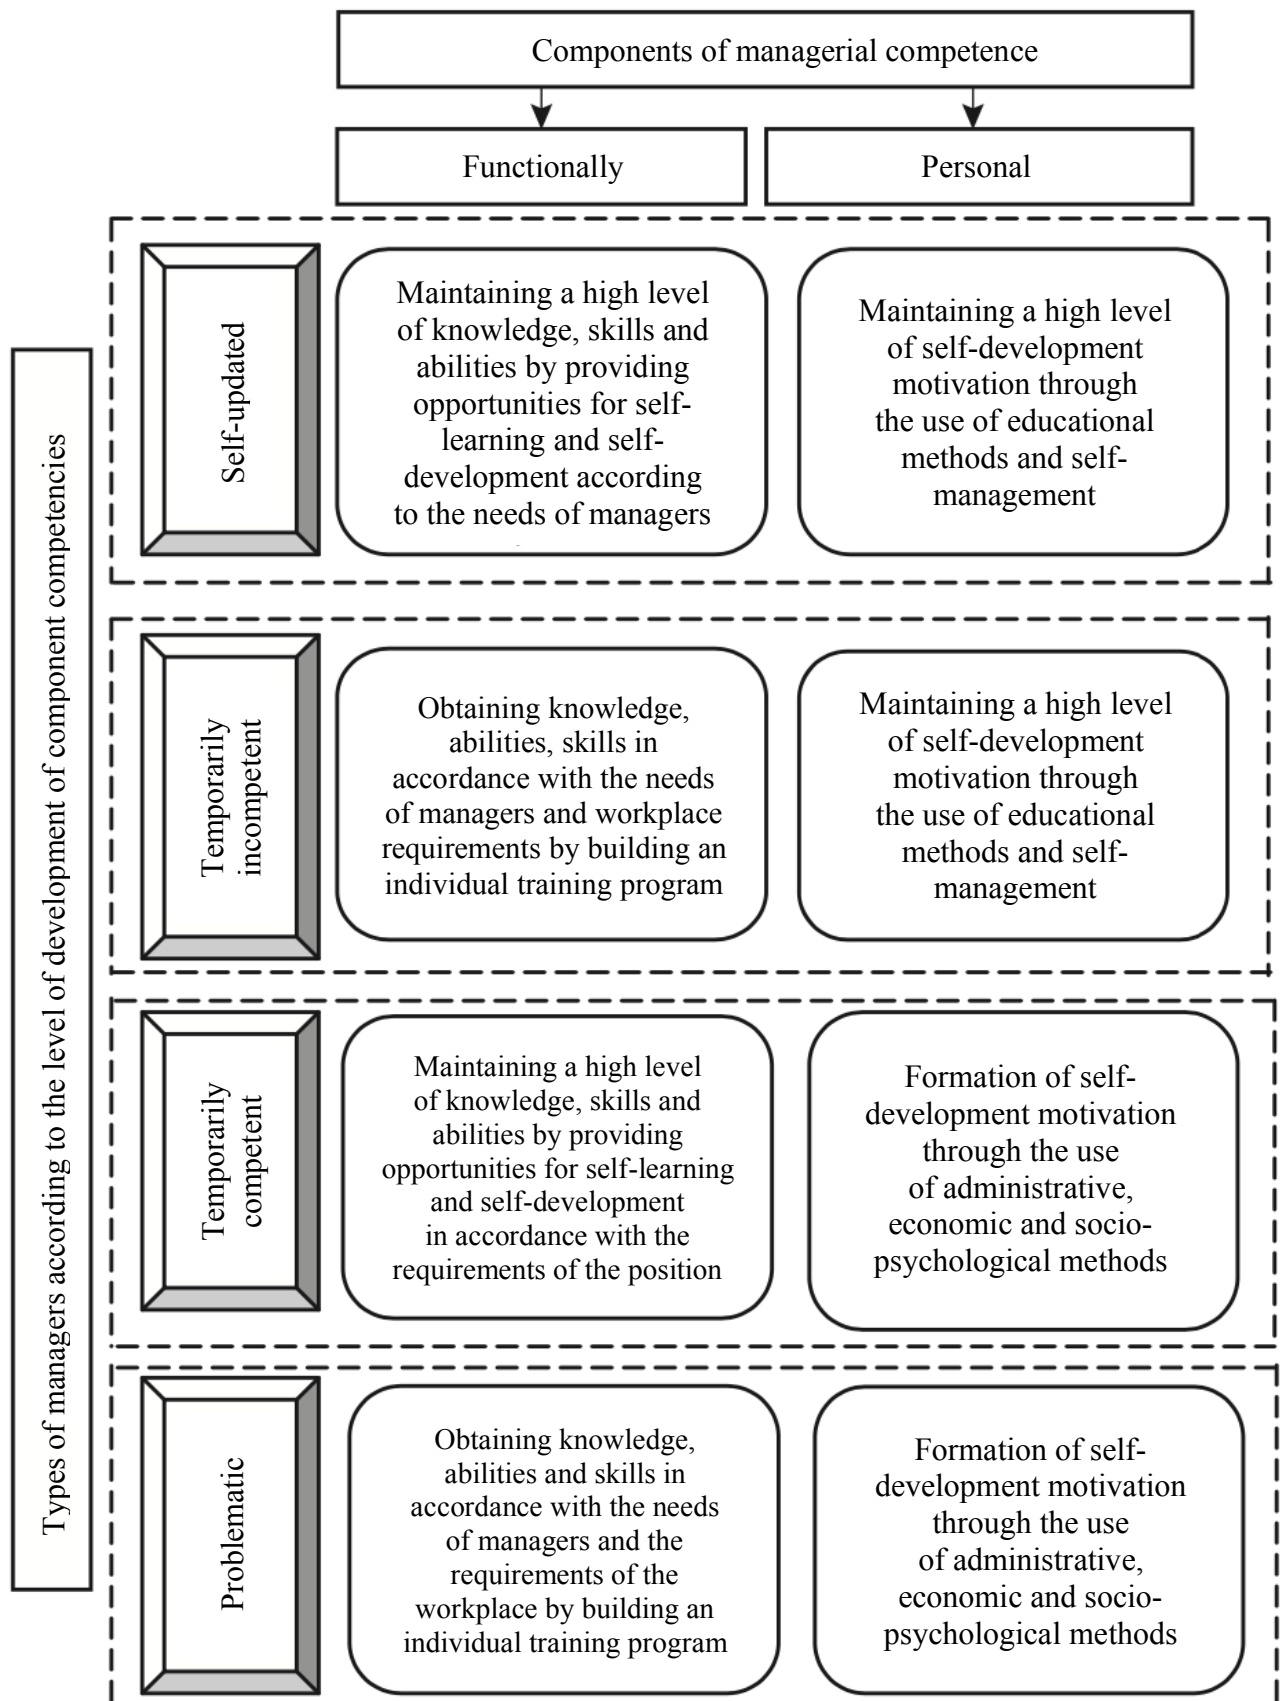 Components of managerial competence
Functionally
Personal
Types of managers according to the level of development of component competencies
Self-updated
Maintaining a high level
of knowledge, skills and
abilities by providing
opportunities for self-
learning and self-
development according
to the needs of managers
Maintaining a high level
of self-development
motivation through
the use of educational
methods and self-
management
Temporarily
incompetent
Obtaining knowledge,
abilities, skills in
accordance with the needs
of managers and workplace
requirements by building an
individual training program
Maintaining a high level
of self-development
motivation through
the use of educational
methods and self-
management
Temporarily
competent
Maintaining a high level
of knowledge, skills and
abilities by providing
opportunities for self-learning
and self-development
in accordance with the
requirements of the position
Formation of self-
development motivation
through the use
of administrative,
economic and socio-
psychological methods
Problematic
Obtaining knowledge,
abilities and skills in
accordance with the needs
of managers and the
requirements of the
workplace by building an
individual training program
Formation of self-
development motivation
through the use
of administrative,
economic and socio-
psychological methods